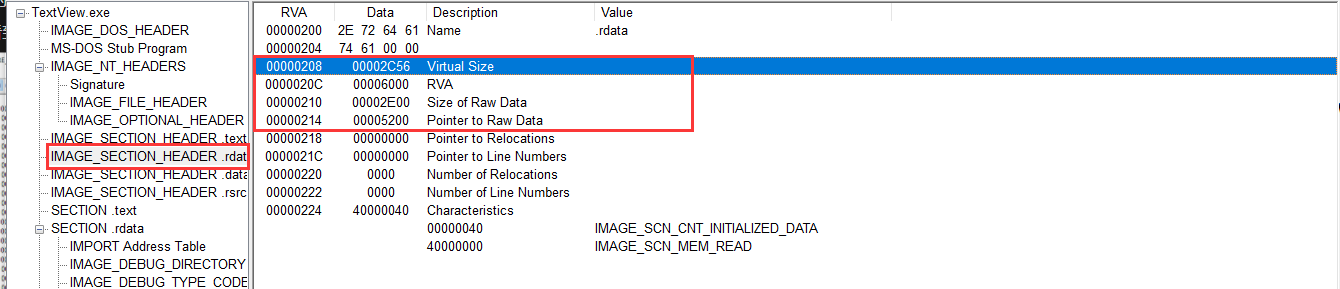 TextView.exe
IMAGE_DOS_HEADER
MS-DOS Stub Program
IMAGE_NT_HEADERS
Signature
IMAGE_FILE_HEADER
IMAGE_OPTIONAL_HEADER
IMAGE_SECTION_HEADER .text
IMAGE_SECTION_HEADER .rdat
IMAGE_SECTION_HEADER .data
IMAGE_SECTION_HEADER .rsrc
SECTION .text
SECTION .rdata
IMPORT Address Table
IMAGE_DEBUG_DIRECTORY
IMAGE_DEBUG_TYPE_CODE
RVA Data Description Value
00000200 2E 72 64 61 Name .rdata
00000204 74 61 00 00
00000208 00002C56 Virtual Size
0000020C 00006000 RVA
00000210 00002E00 Size of Raw Data
00000214 00005200 Pointer to Raw Data
00000218 00000000 Pointer to Relocations
0000021C 00000000 Pointer to Line Numbers
00000220 0000 Number of Relocations
00000222 0000 Number of Line Numbers
00000224 40000040 Characteristics
00000040 IMAGE_SCN_CNT_INITIALIZED_DATA
40000000 IMAGE_SCN_MEM_READ